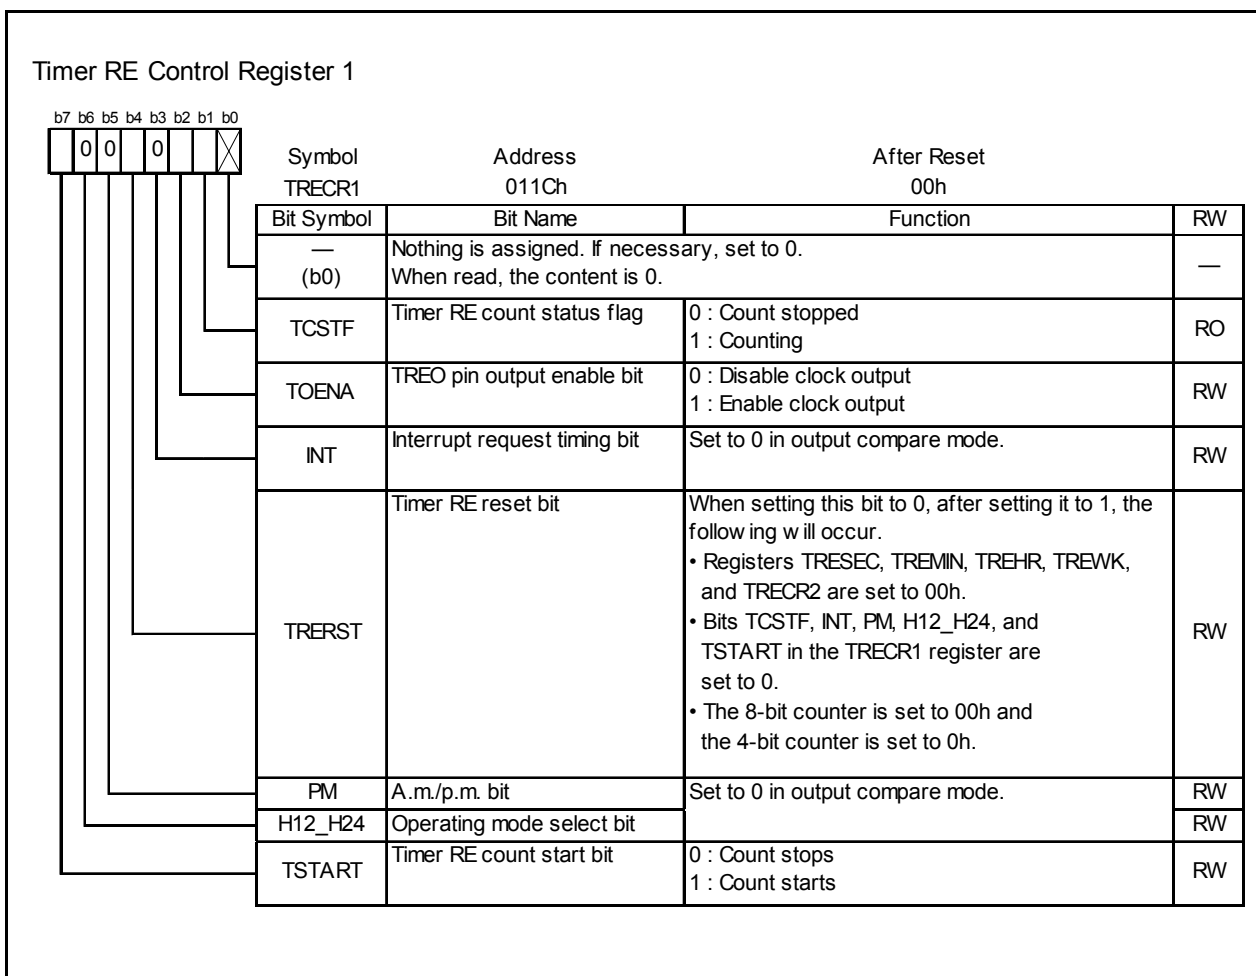 Timer RE Control Register 1
b7 b6 b5 b4 b3 b2 b1 b0
0 0 0
Symbol Address After Reset
TRECR1 011Ch 00h
Bit Symbol Bit Name Function RW
—
(b0)
Nothing is assigned. If necessary, set to 0.
When read, the content is 0.
—
TCSTF
Timer RE count status flag
0 : Count stopped
1 : Counting
RO
TOENA
TREO pin output enable bit
0 : Disable clock output
1 : Enable clock output
RW
INT
Interrupt request timing bit
Set to 0 in output compare mode.
RW
TRERST
Timer RE reset bit
When setting this bit to 0, after setting it to 1, the
following will occur.
• Registers TRESEC, TREMIN, TREHR, TREWK,
and TRECR2 are set to 00h.
• Bits TCSTF, INT, PM, H12_H24, and
TSTART in the TRECR1 register are
set to 0.
• The 8-bit counter is set to 00h and
the 4-bit counter is set to 0h.
RW
PM A.m./p.m. bit Set to 0 in output compare mode. RW
H12_H24 Operating mode select bit RW
TSTART
Timer RE count start bit
0 : Count stops
1 : Count starts
RW